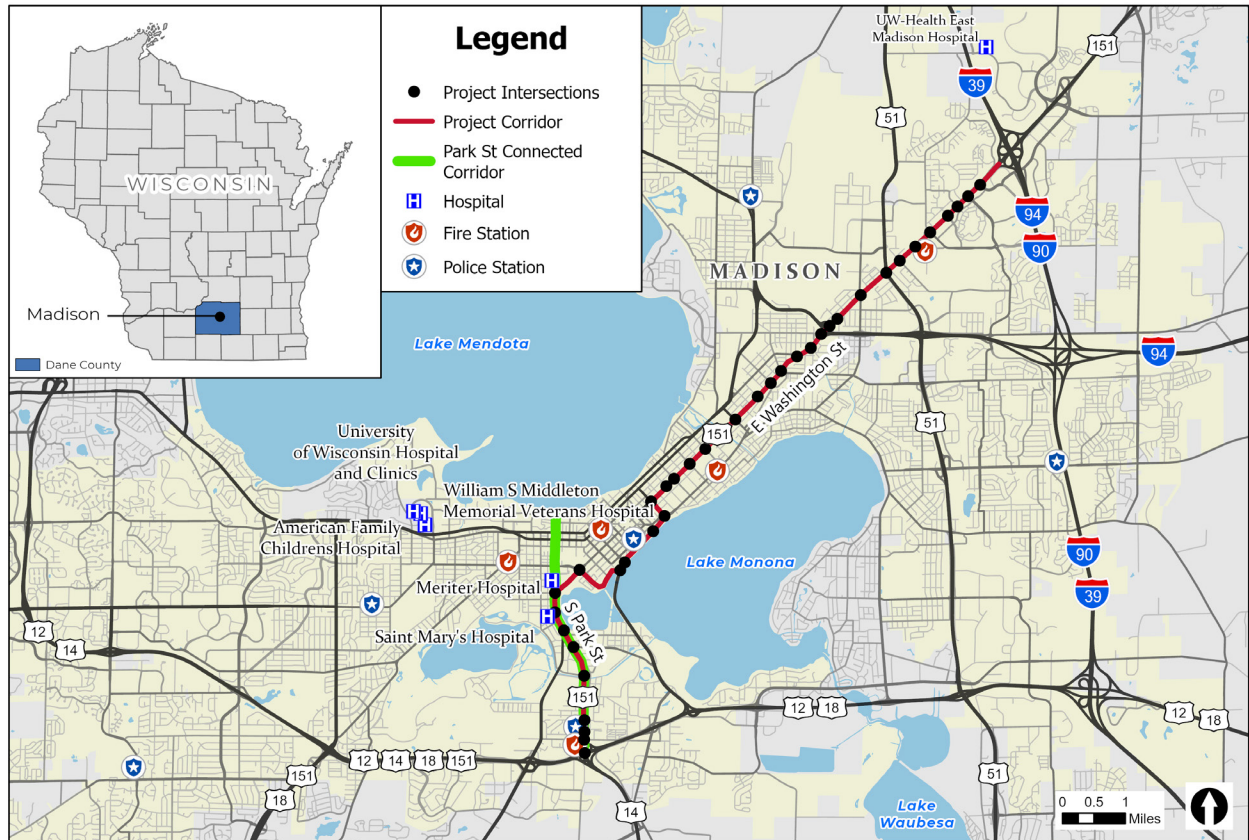 WISCONSIN
Madison
Dane County
Legend
Project Intersections
Project Corridor
Park St Connected
Corridor
H Hospital
Fire Station
Police Station
UW-Health East
Madison Hospital
H
151
39
51
94
90
MADISON
94
Lake Mendota
E. Washington St
151
51
University
of Wisconsin Hospital
and Clinics
William S Middleton
Memorial Veterans Hospital
H
H
H
American Family
Childrens Hospital
Lake Monona
90
39
Meriter Hospital
H
H
Saint Mary's Hospital
S Park St
12
14
151
12
18
12
18
12
14
18
151
151
18
14
51
Lake
Waubesa
0 0.5 1
Miles